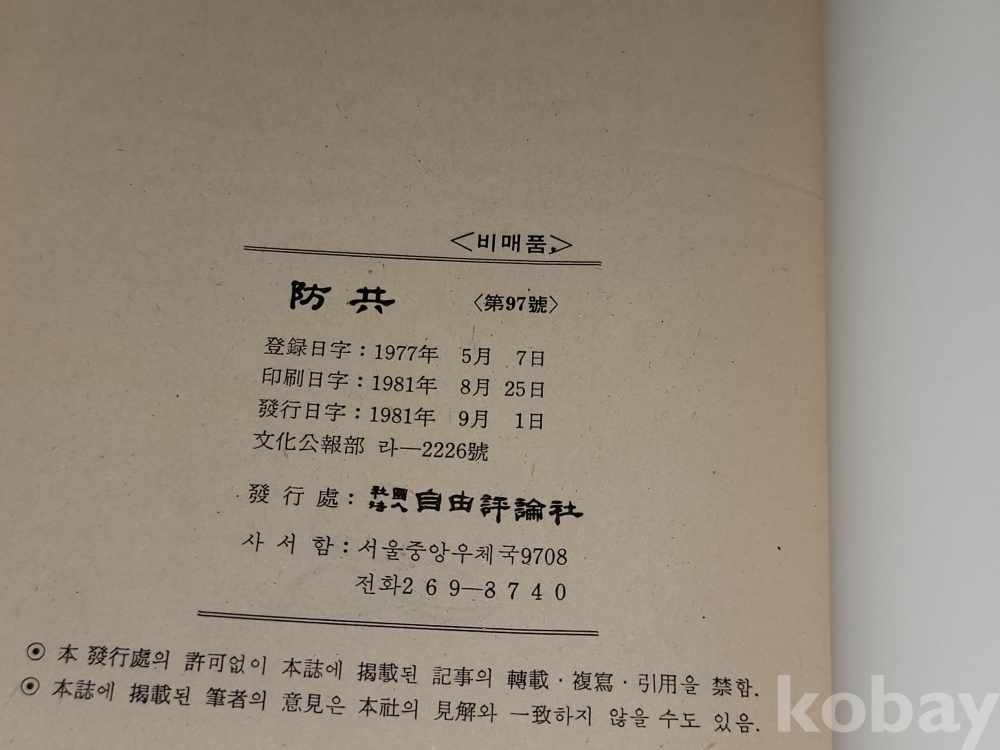 <비매품>
防共 〈第97號〉
登録日字 : 1977年 5月 7日
印刷日字 : 1981年 8月 25日
發行日字 : 1981年 9月 1日
文化公報部 라—2226號
發行處 : 社團法人 自由評論社
사서함 : 서울중앙우체국9708
전화269—3740
⊙ 本 發行處의 許可없이 本誌에 揭載된 記事의 轉載 · 複寫 · 引用을 禁함.
⊙ 本誌에 揭載된 筆者의 意見은 本社의 見解와 一致하지 않을 수도 있음.
kobay